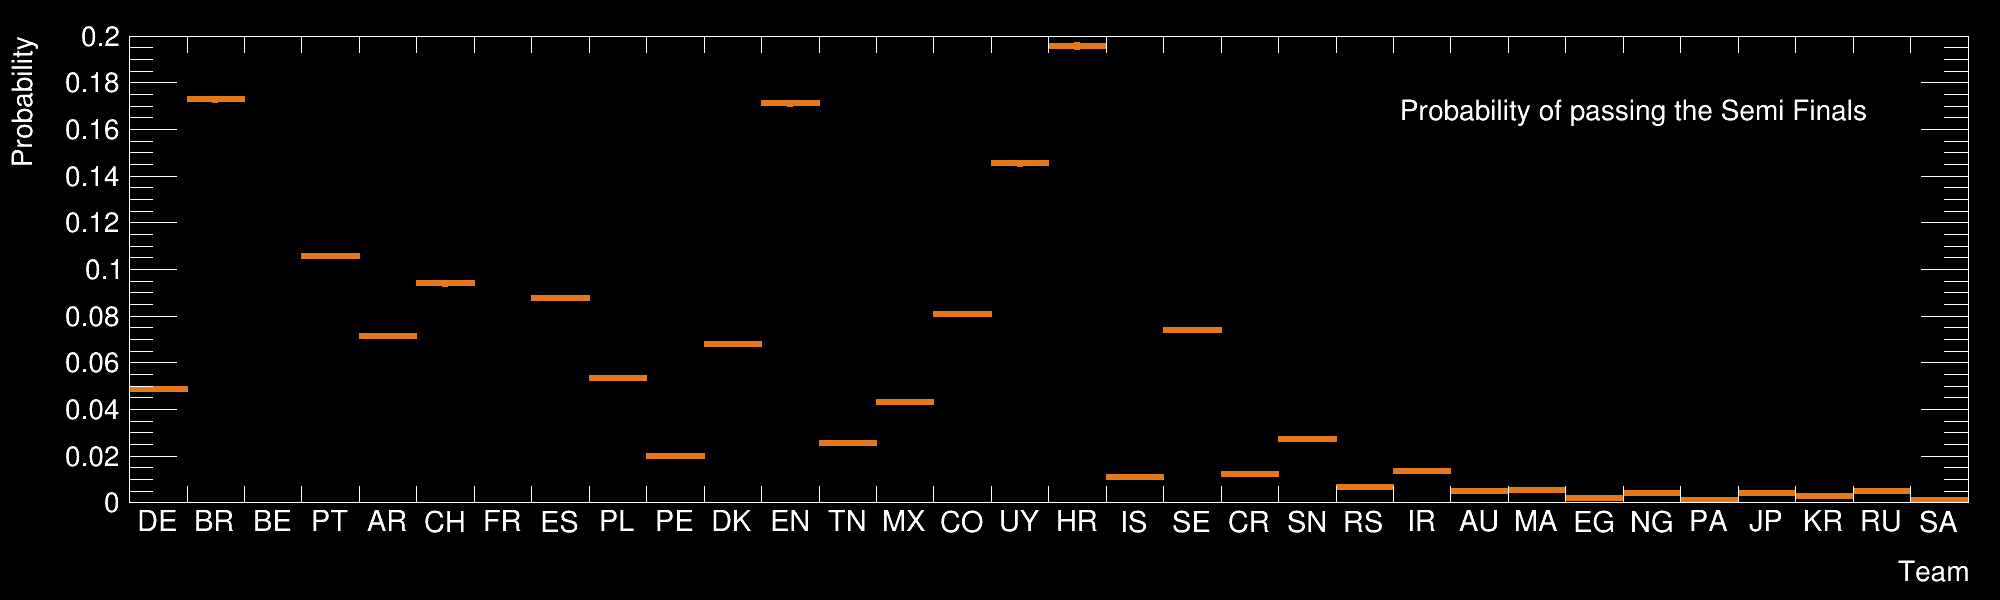 Probability
0.2
0.18
0.16
0.14
0.12
0.1
0.08
0.06
0.04
0.02
0
Probability of passing the Semi Finals
DE BR BE PT AR CH FR ES PL PE DK EN TN MX CO UY HR IS SE CR SN RS IR AU MA EG NG PA JP KR RU SA
Team